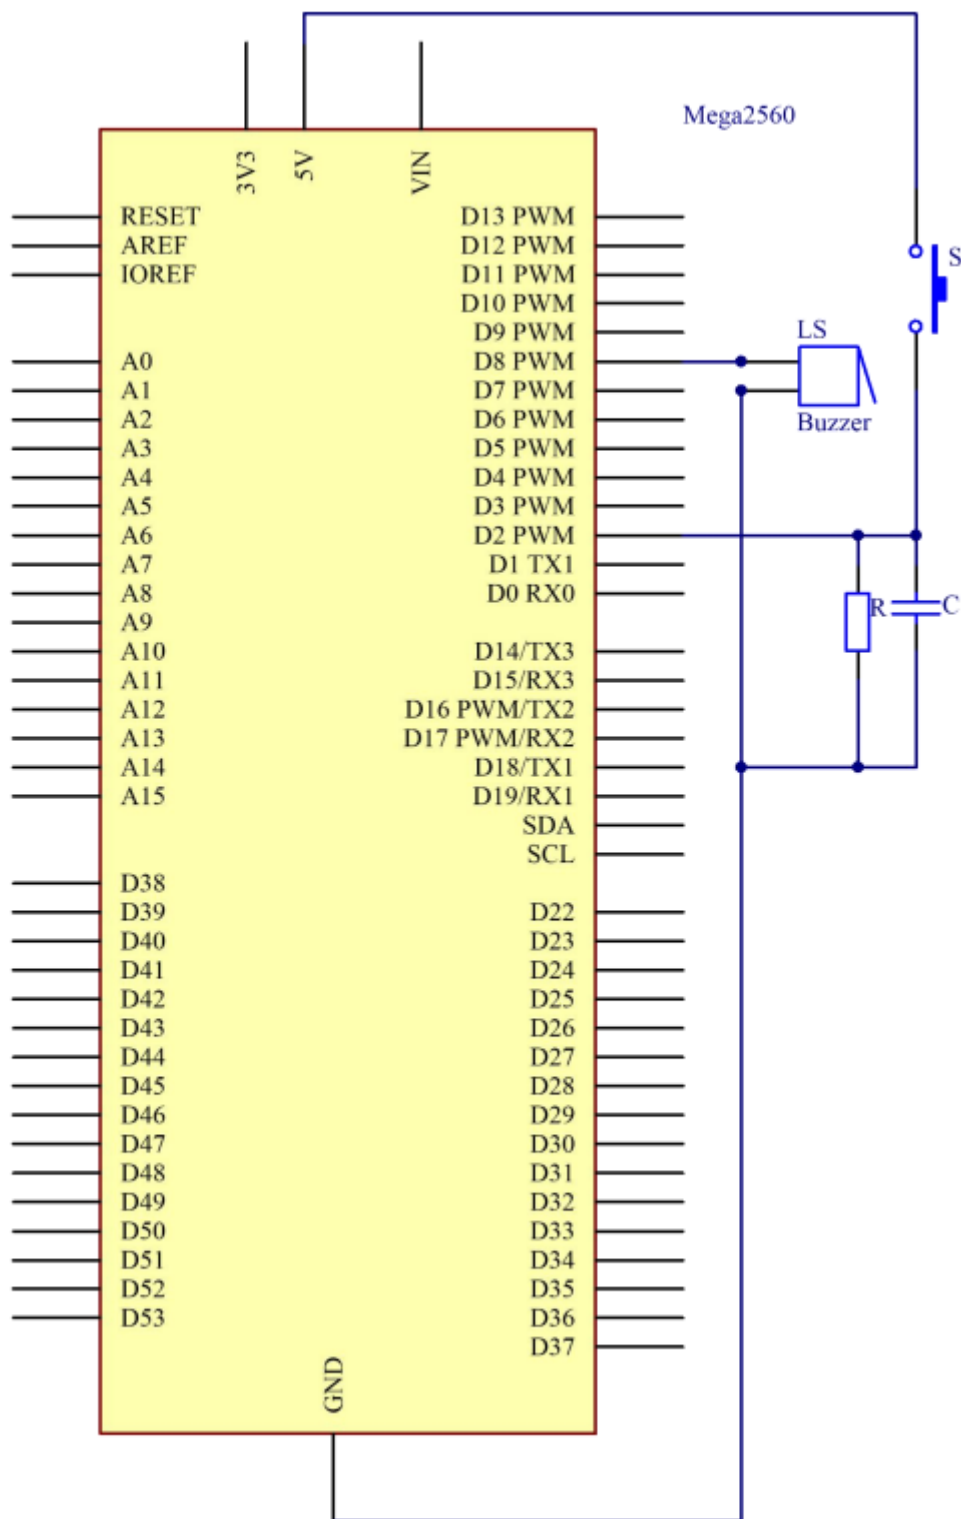 Mega2560
3V3
5V
VIN
RESET
AREF
IOREF
A0
A1
A2
A3
A4
A5
A6
A7
A8
A9
A10
A11
A12
A13
A14
A15
D38
D39
D40
D41
D42
D43
D44
D45
D46
D47
D48
D49
D50
D51
D52
D53
D13 PWM
D12 PWM
D11 PWM
D10 PWM
D9 PWM
D8 PWM
D7 PWM
D6 PWM
D5 PWM
D4 PWM
D3 PWM
D2 PWM
D1 TX1
D0 RX0
D14/TX3
D15/RX3
D16 PWM/TX2
D17 PWM/RX2
D18/TX1
D19/RX1
SDA
SCL
D22
D23
D24
D25
D26
D27
D28
D29
D30
D31
D32
D33
D34
D35
D36
D37
GND
S
LS
Buzzer
R
C